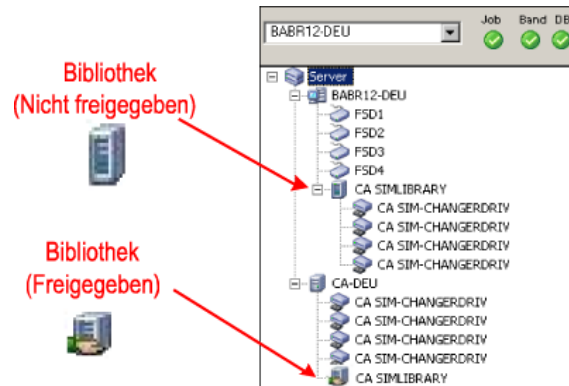 BABR12-DEU
Job Band DB
Bibliothek
(Nicht freigegeben)
Bibliothek
(Freigegeben)
Server
BABR12-DEU
FSD1
FSD2
FSD3
FSD4
CA SIMLIBRARY
CA SIM-CHANGERDRIV
CA SIM-CHANGERDRIV
CA SIM-CHANGERDRIV
CA SIM-CHANGERDRIV
CA-DEU
CA SIM-CHANGERDRIV
CA SIM-CHANGERDRIV
CA SIM-CHANGERDRIV
CA SIM-CHANGERDRIV
CA SIMLIBRARY